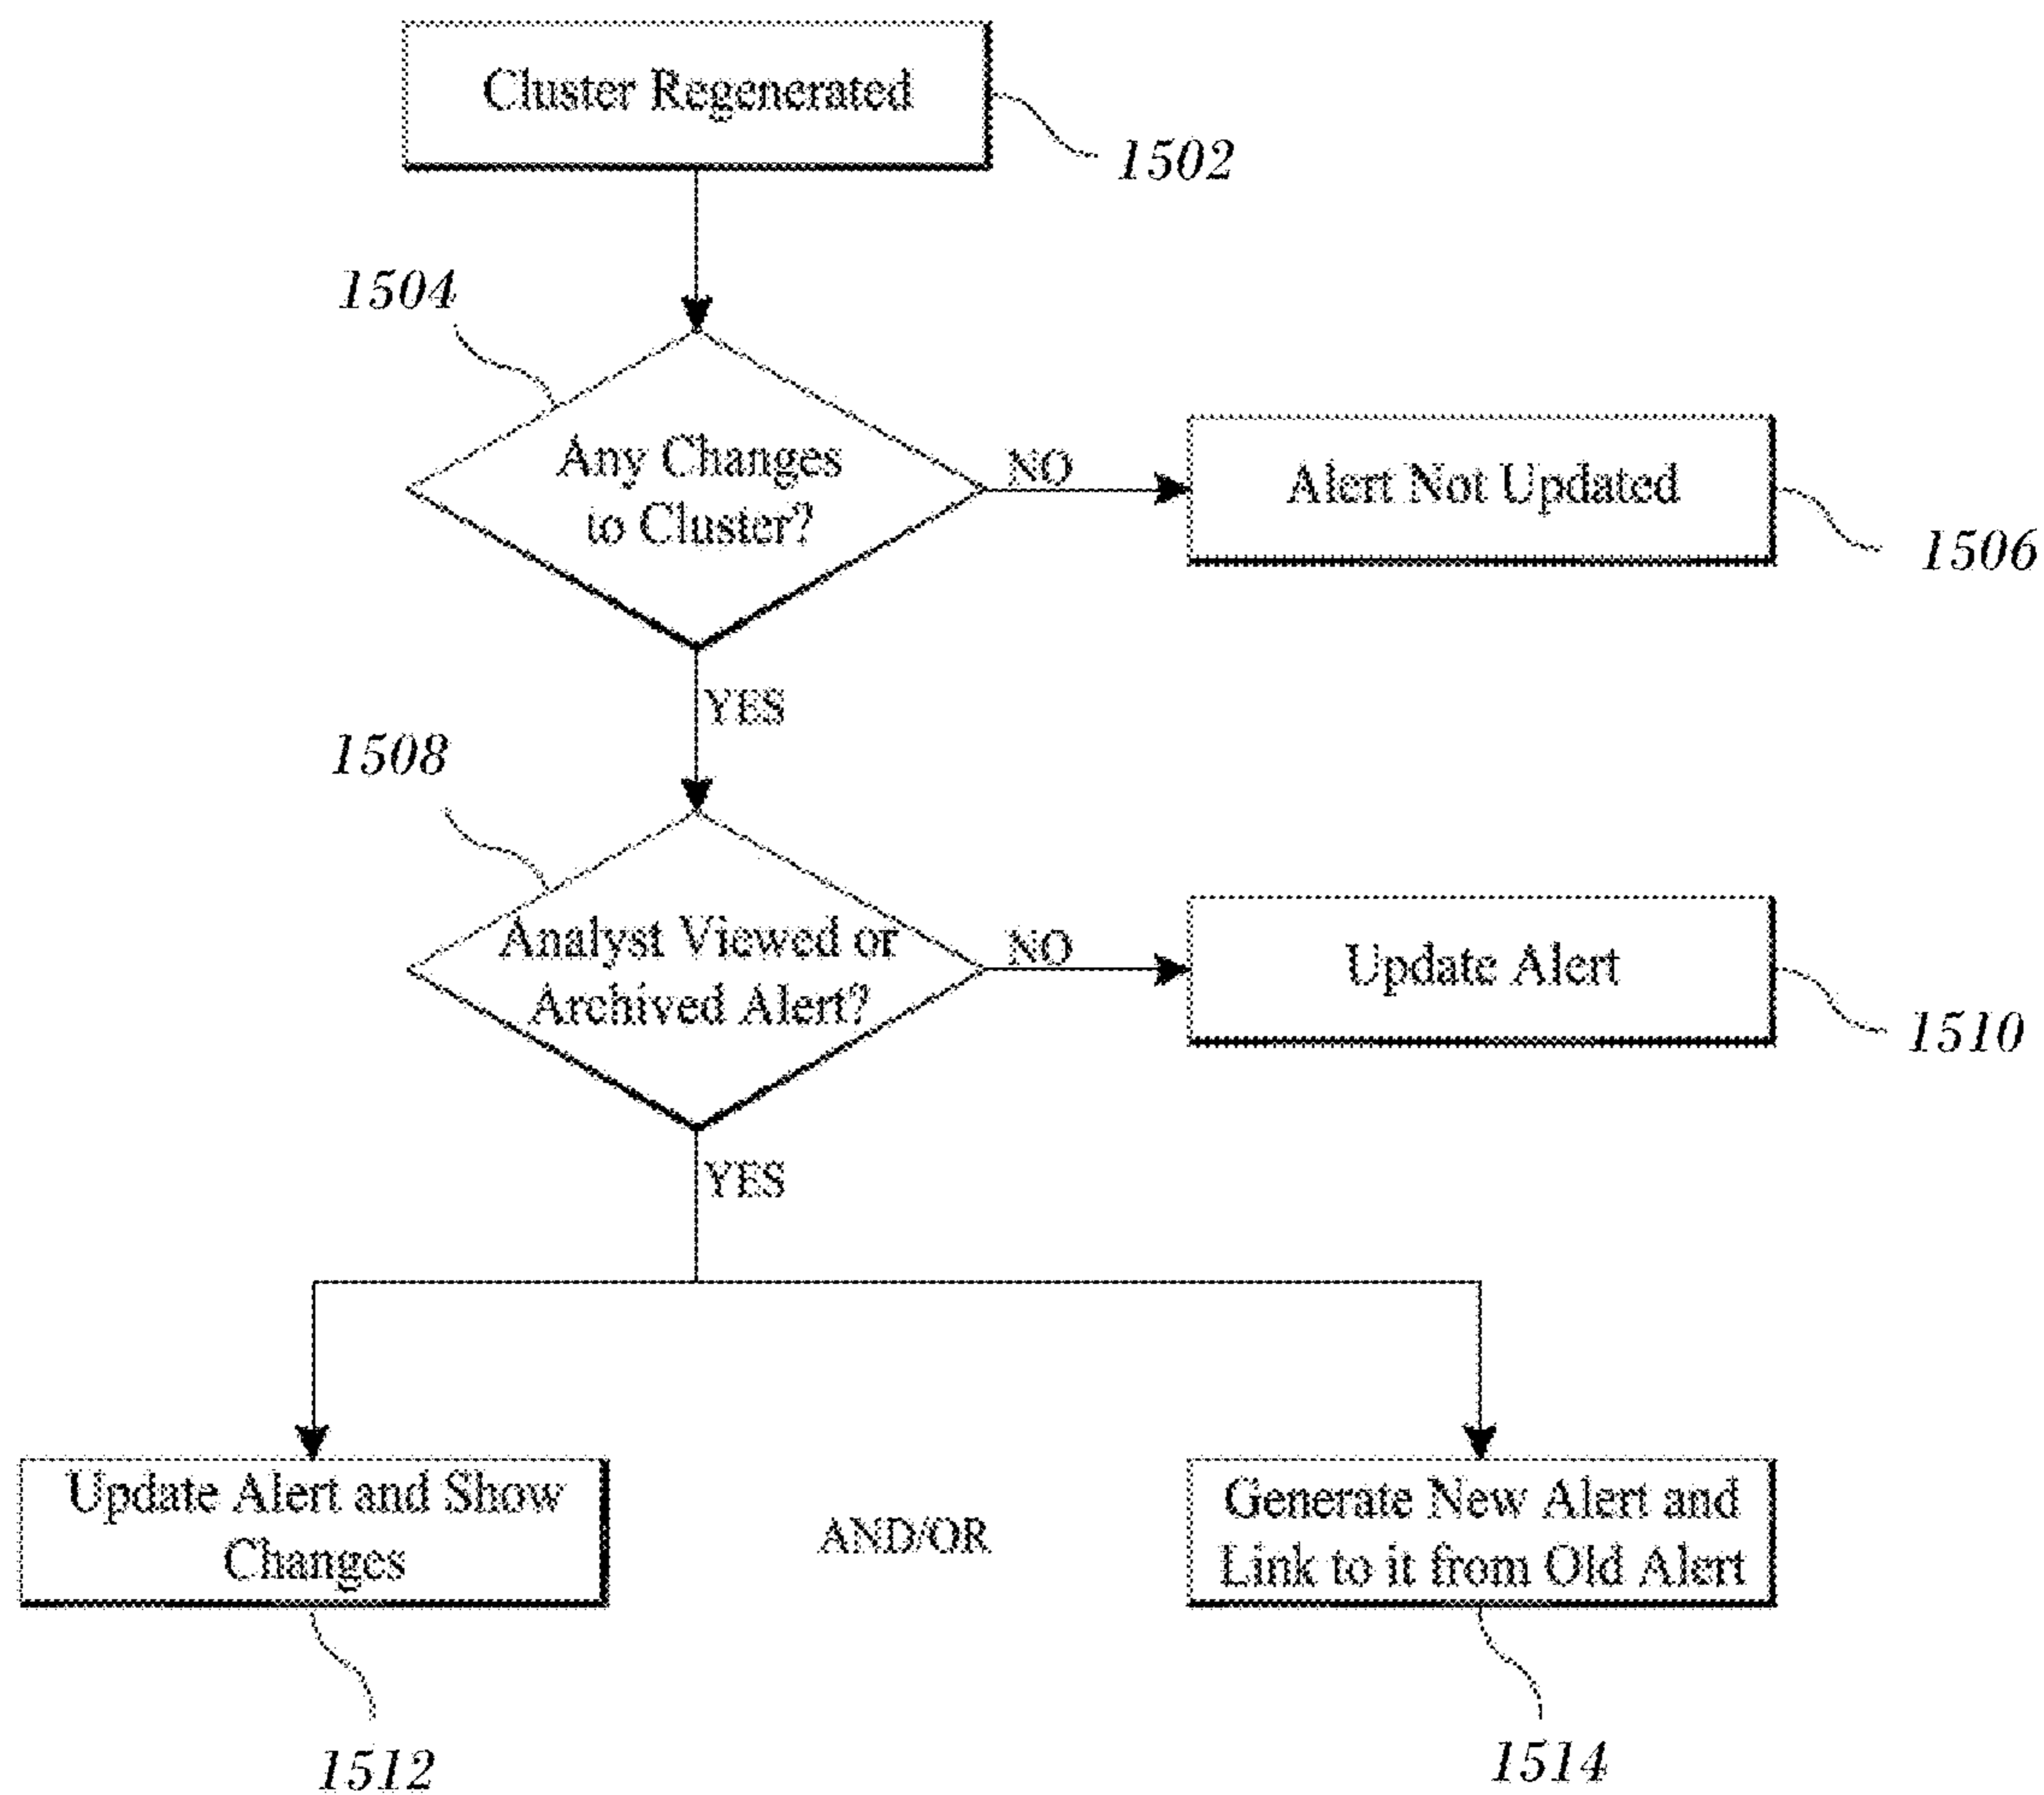 Cluster Regenerated
1502
1504
Any Changes
to Cluster?
NO
Alert Not Updated
1506
YES
1508
Analyst Viewed or
Archived Alert?
NO
Update Alert
1510
YES
Update Alert and Show
Changes
AND/OR
Generate New Alert and
Link to it from Old Alert
1512
1514